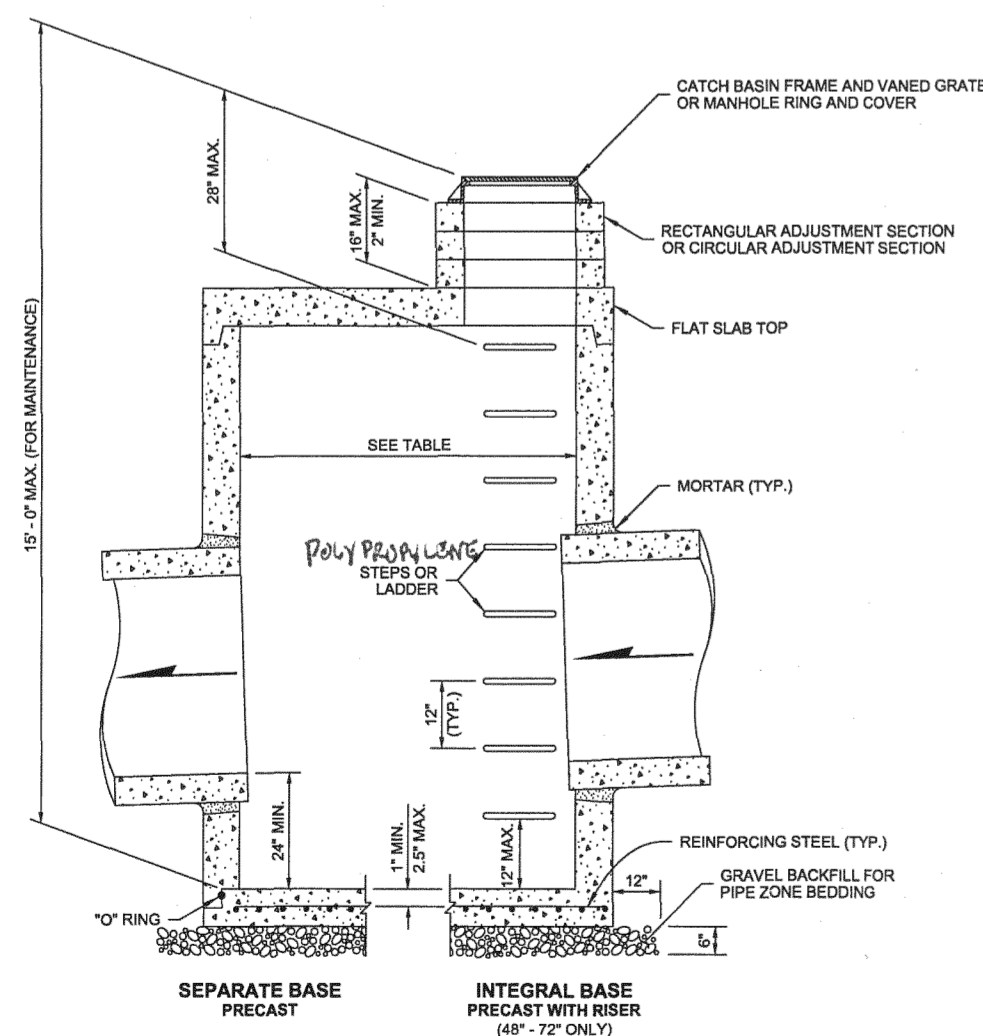 CATCH BASIN FRAME AND VANED GRATE
OR MANHOLE RING AND COVER
28" MAX.
16" MAX.
2" MIN.
RECTANGULAR ADJUSTMENT SECTION
OR CIRCULAR ADJUSTMENT SECTION
FLAT SLAB TOP
15' - 0" MAX. (FOR MAINTENANCE)
SEE TABLE
MORTAR (TYP.)
POLYPROPYLENE
STEPS OR
LADDER
12"
(TYP.)
24" MIN.
1" MIN.
2.5" MAX.
12" MAX.
REINFORCING STEEL (TYP.)
12"
GRAVEL BACKFILL FOR
PIPE ZONE BEDDING
"O" RING
6"
SEPARATE BASE
PRECAST
INTEGRAL BASE
PRECAST WITH RISER
(48" - 72" ONLY)